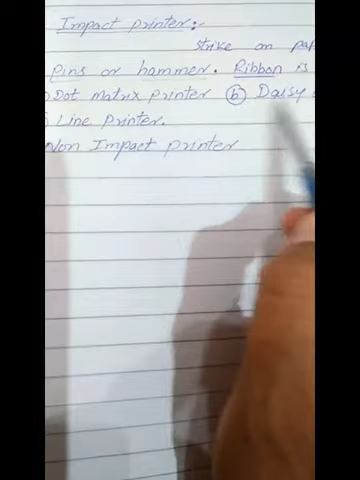 Impact printer:-
strike on
pins or hammer. Ribbon is
Dot matrix printer (b) Daisy
Line printer.
Non Impact printer